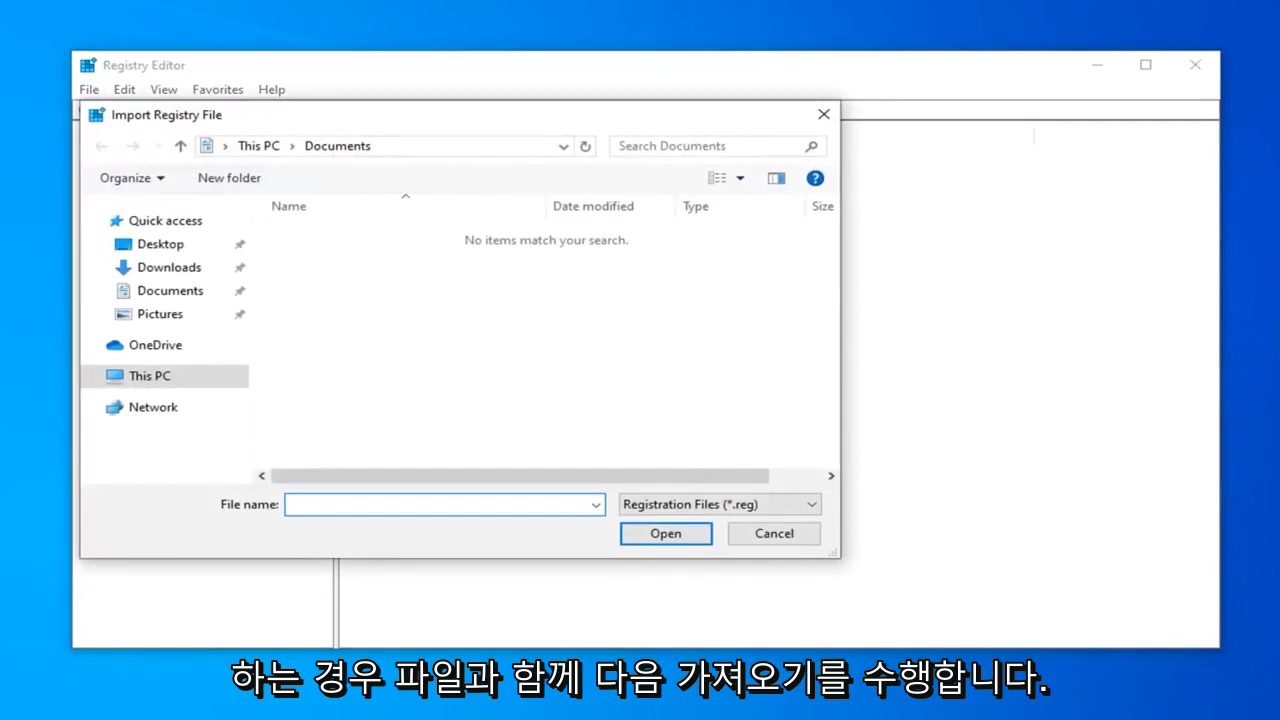 Registry Editor
File Edit View Favorites Help
Import Registry File
This PC Documents
Search Documents
Organize New folder
Name Date modified Type Size
No items match your search.
Quick access
Desktop
Downloads
Documents
Pictures
OneDrive
This PC
Network
File name:
Registration Files (*.reg)
Open Cancel
하는 경우 파일과 함께 다음 가져오기를 수행합니다.